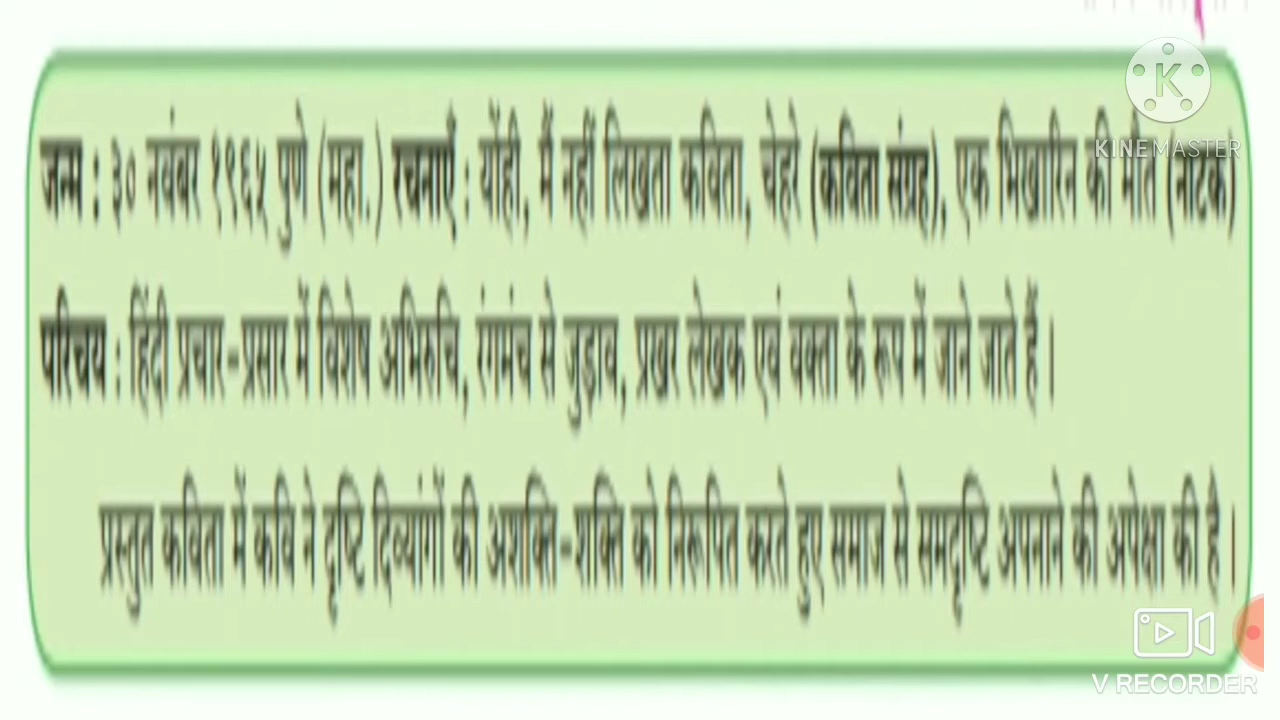 जन्म : ३० नवंबर १९६५ पुणे (महा.) रचनाएँ : योंही, मैं नहीं लिखता कविता, चेहरे (कविता संग्रह), एक भिखारिन की मौत (नाटक)
परिचय : हिंदी प्रचार-प्रसार में विशेष अभिरुचि, रंगमंच से जुड़ाव, प्रखर लेखक एवं वक्ता के रूप में जाने जाते हैं ।
प्रस्तुत कविता में कवि ने दृष्टि दिव्यांगों की अशक्ति-शक्ति को निरूपित करते हुए समाज से समदृष्टि अपनाने की अपेक्षा की है ।
K
KINEMASTER
V RECORDER